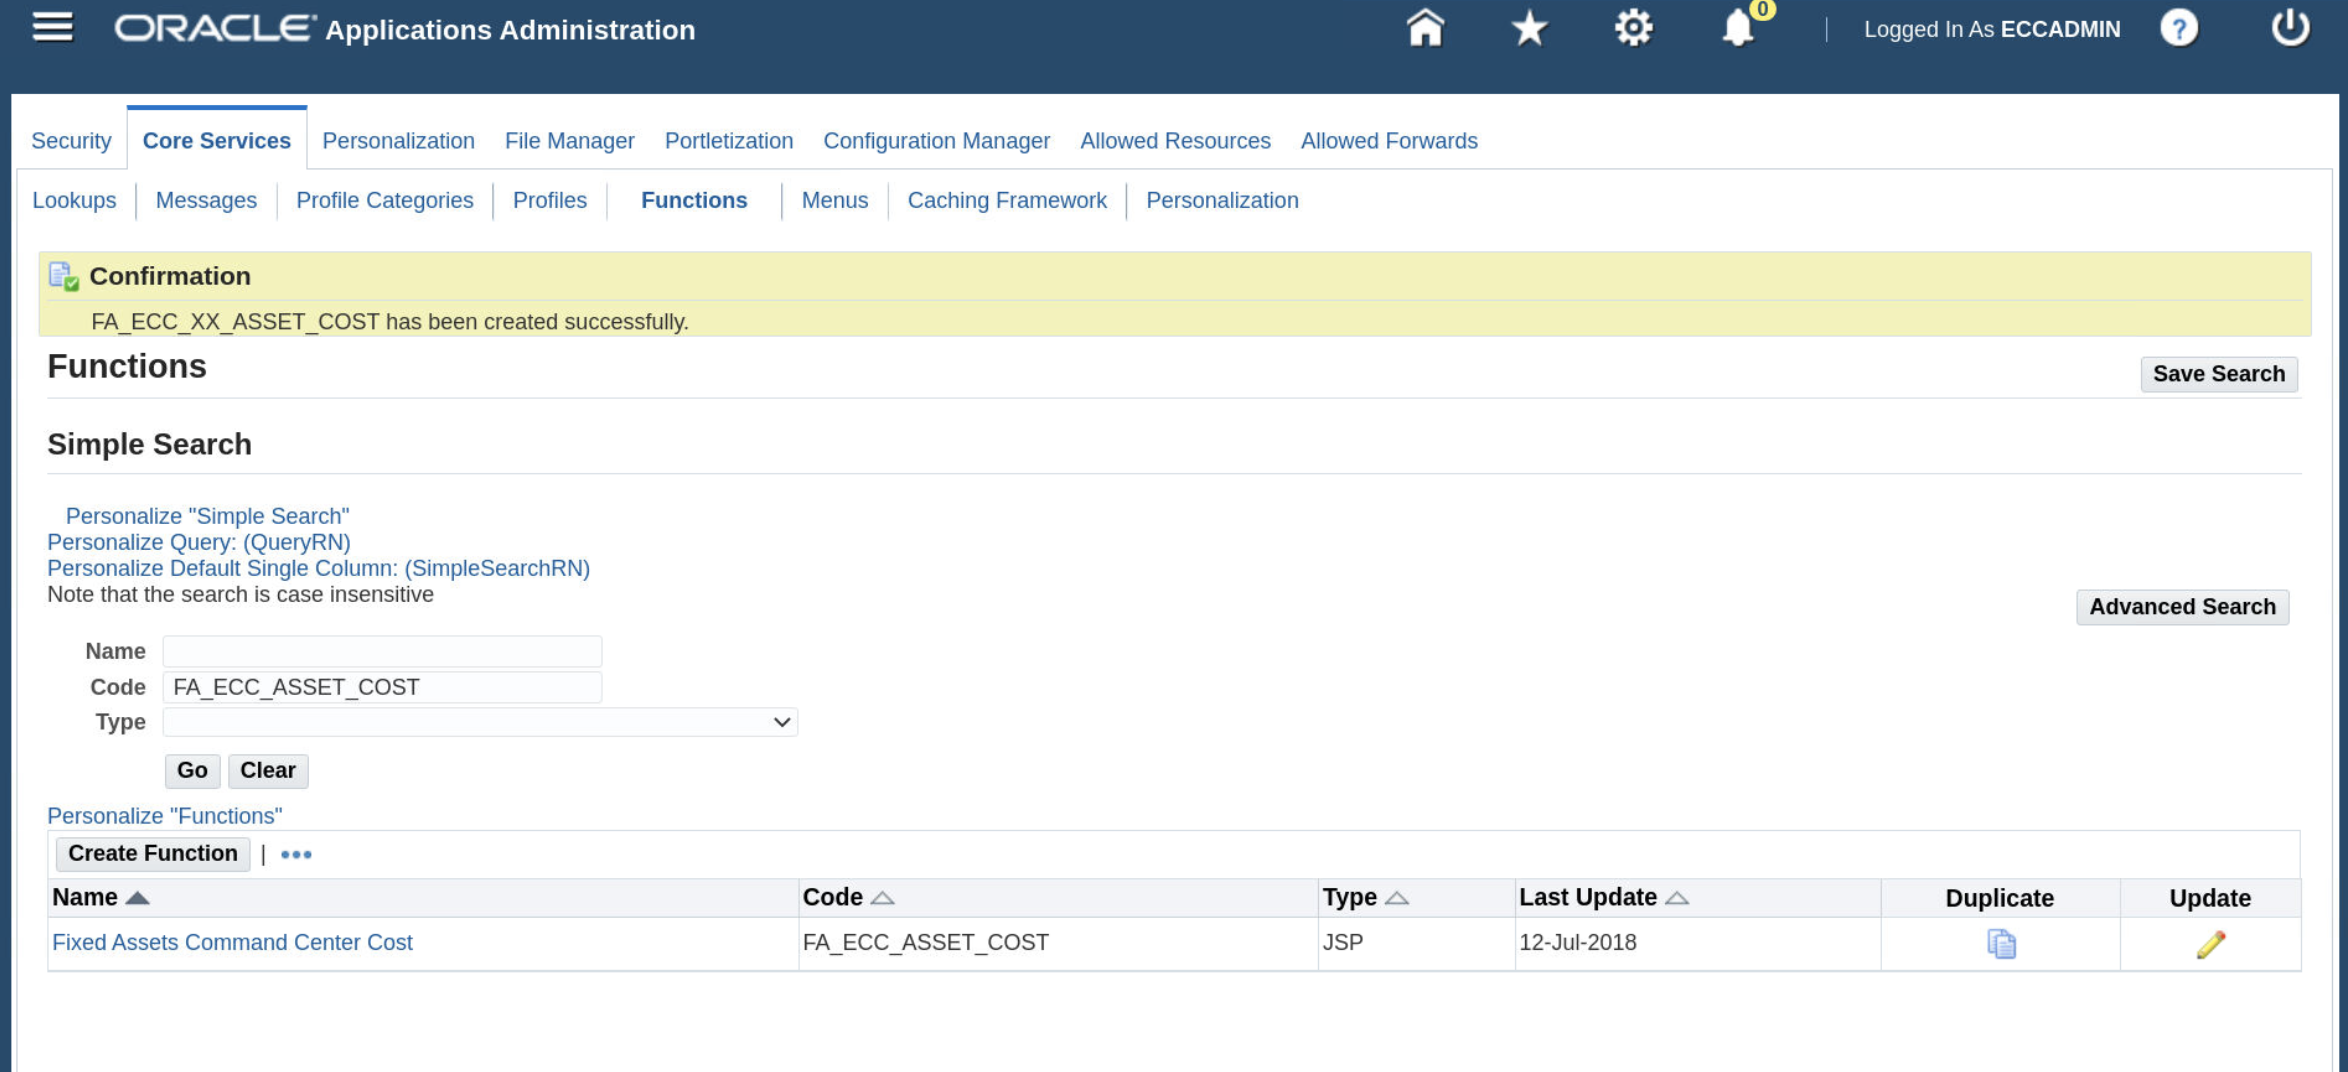 ORACLE Applications Administration 0 Logged In As ECCADMIN ?
Security Core Services Personalization File Manager Portletization Configuration Manager Allowed Resources Allowed Forwards
Lookups Messages Profile Categories Profiles Functions Menus Caching Framework Personalization
Confirmation
FA_ECC_XX_ASSET_COST has been created successfully.
Functions
Save Search
Simple Search
Personalize "Simple Search"
Personalize Query: (QueryRN)
Personalize Default Single Column: (SimpleSearchRN)
Note that the search is case insensitive
Advanced Search
Name
Code FA_ECC_ASSET_COST
Type
Go Clear
Personalize "Functions"
Create Function | •••
Name Code Type Last Update Duplicate Update
Fixed Assets Command Center Cost FA_ECC_ASSET_COST JSP 12-Jul-2018